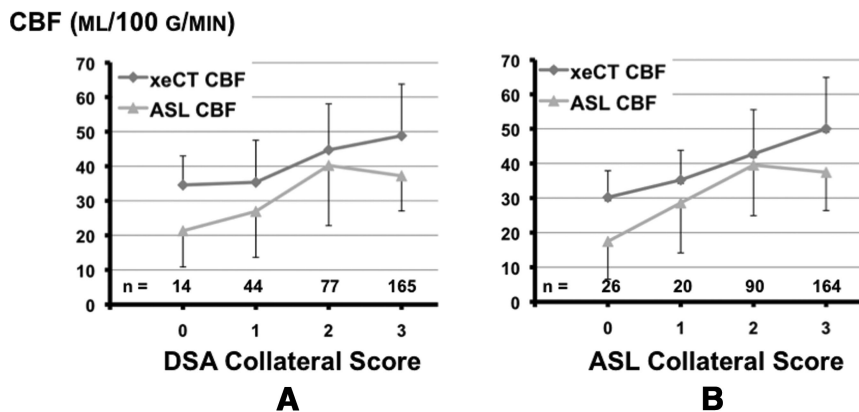 CBF (ML/100 G/MIN)
70
60
50
40
30
20
10
0
xeCT CBF
ASL CBF
n = 14 44 77 165
0 1 2 3
DSA Collateral Score
A
70
60
50
40
30
20
10
0
xeCT CBF
ASL CBF
n = 26 20 90 164
0 1 2 3
ASL Collateral Score
B